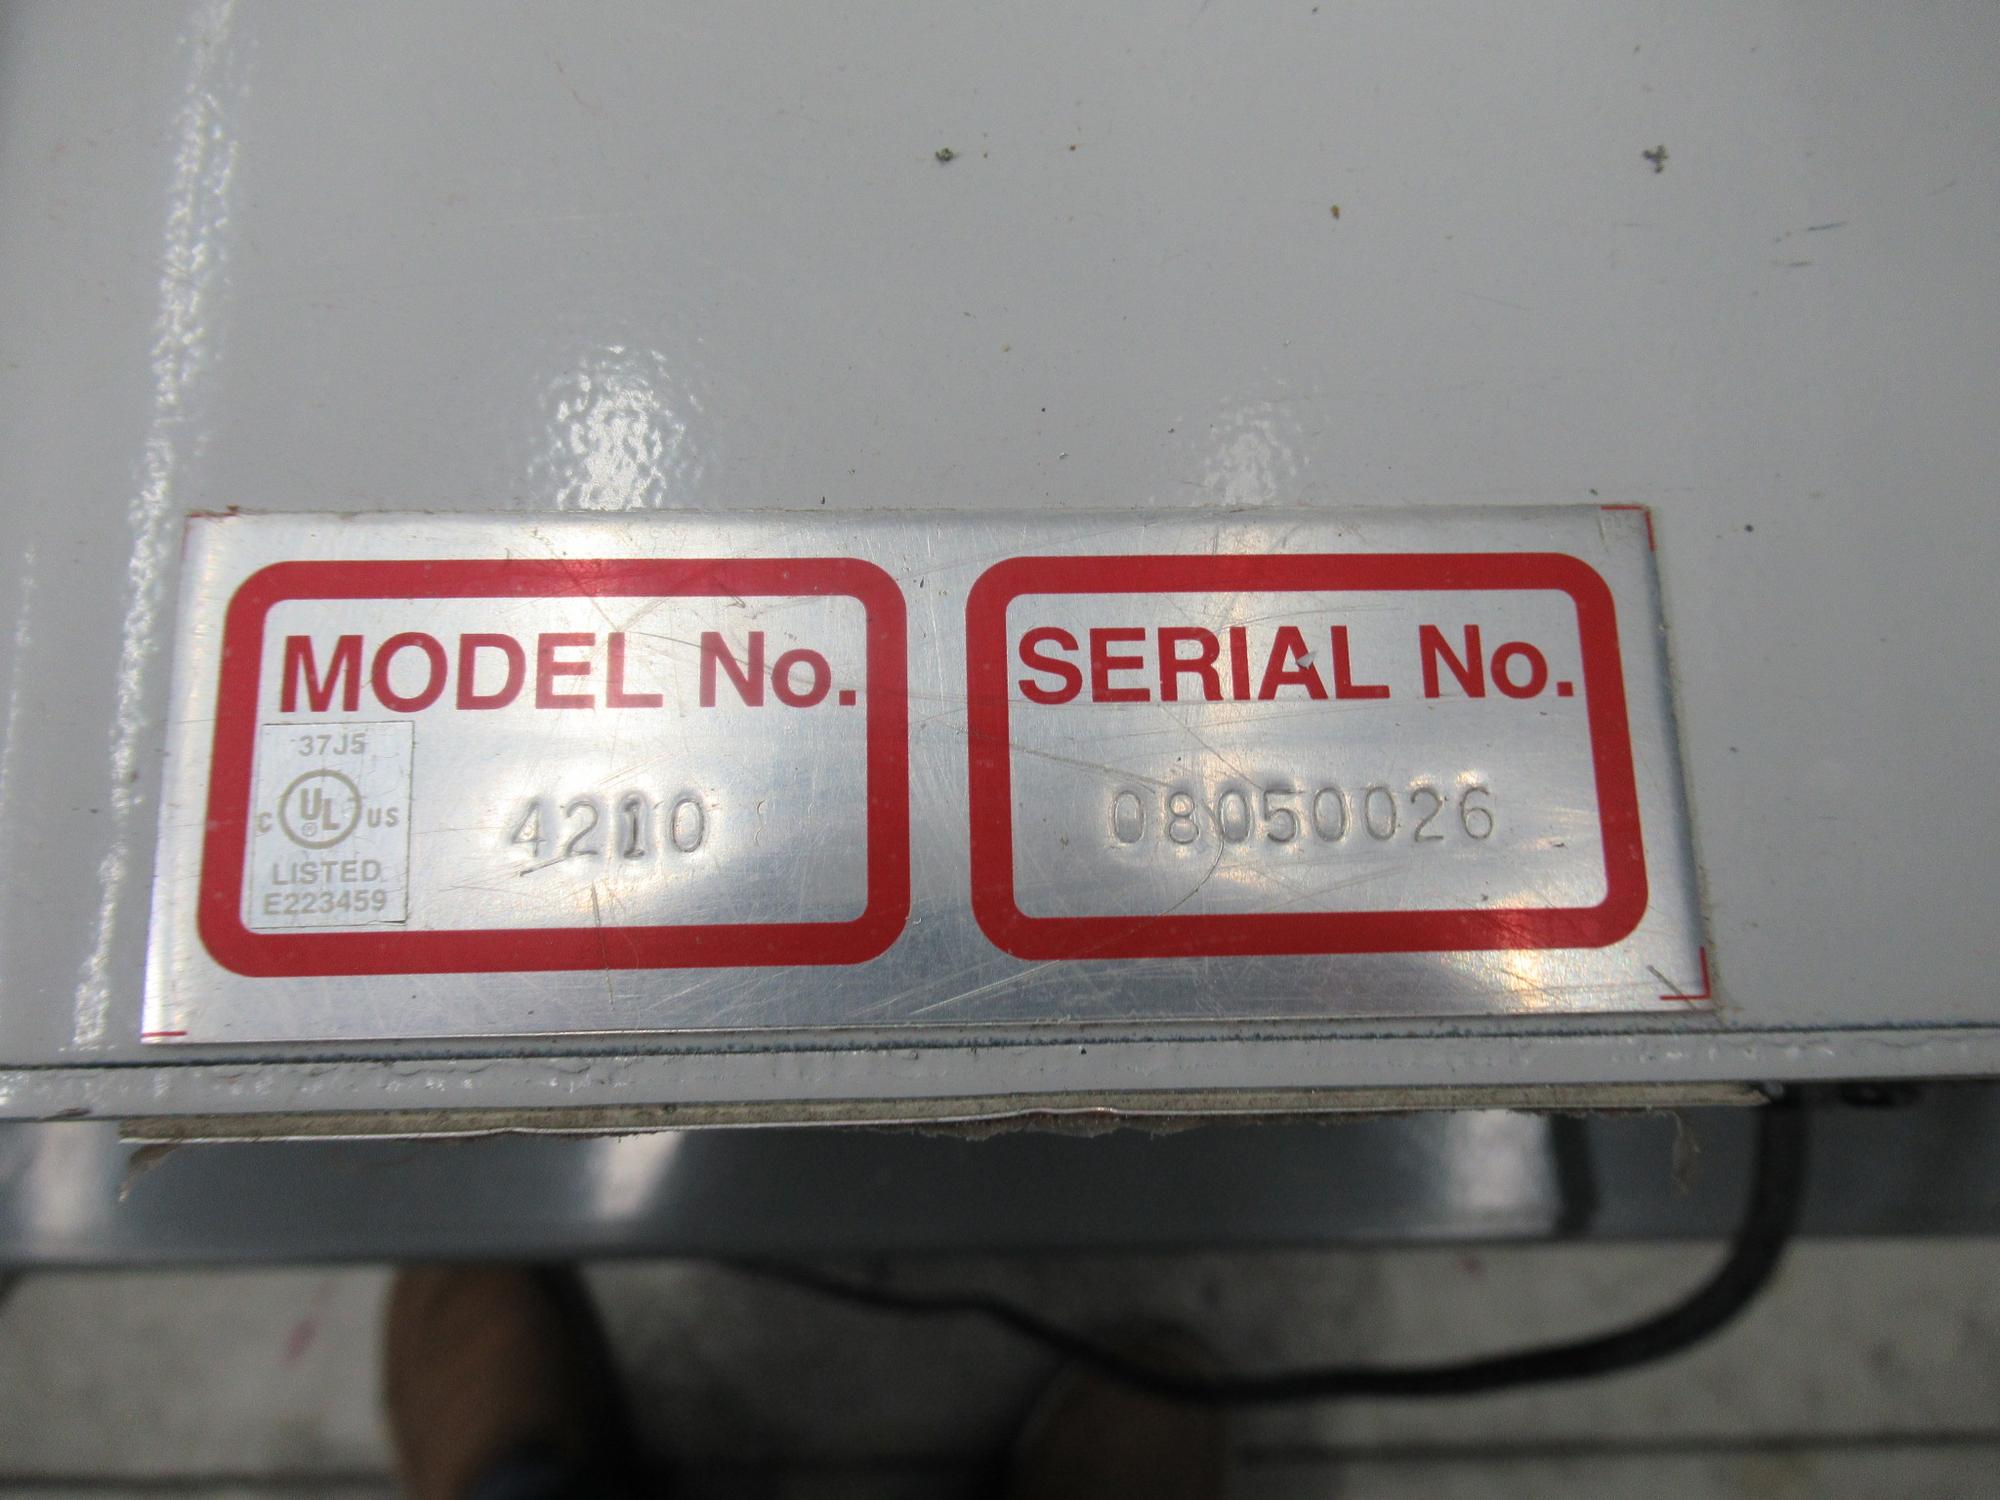 MODEL No.
37J5
C UL ® US
LISTED
E223459
4210
SERIAL No.
08050026